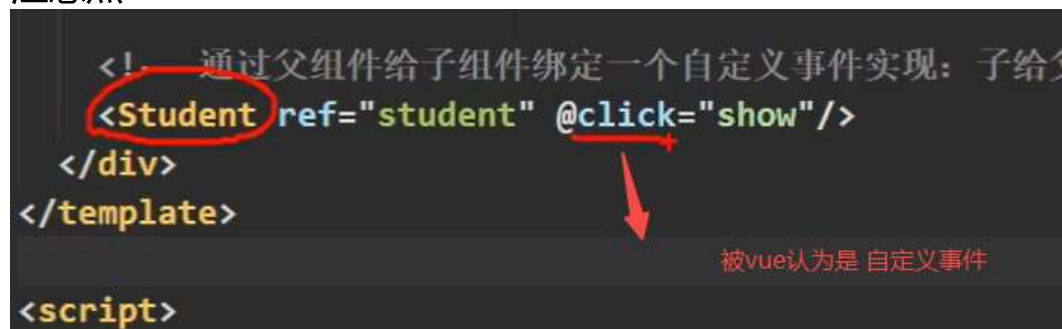 <!-- 通过父组件给子组件绑定一个自定义事件实现：子给
<Student ref="student" @click="show"/>
</div>
</template>
被vue认为是 自定义事件
<script>